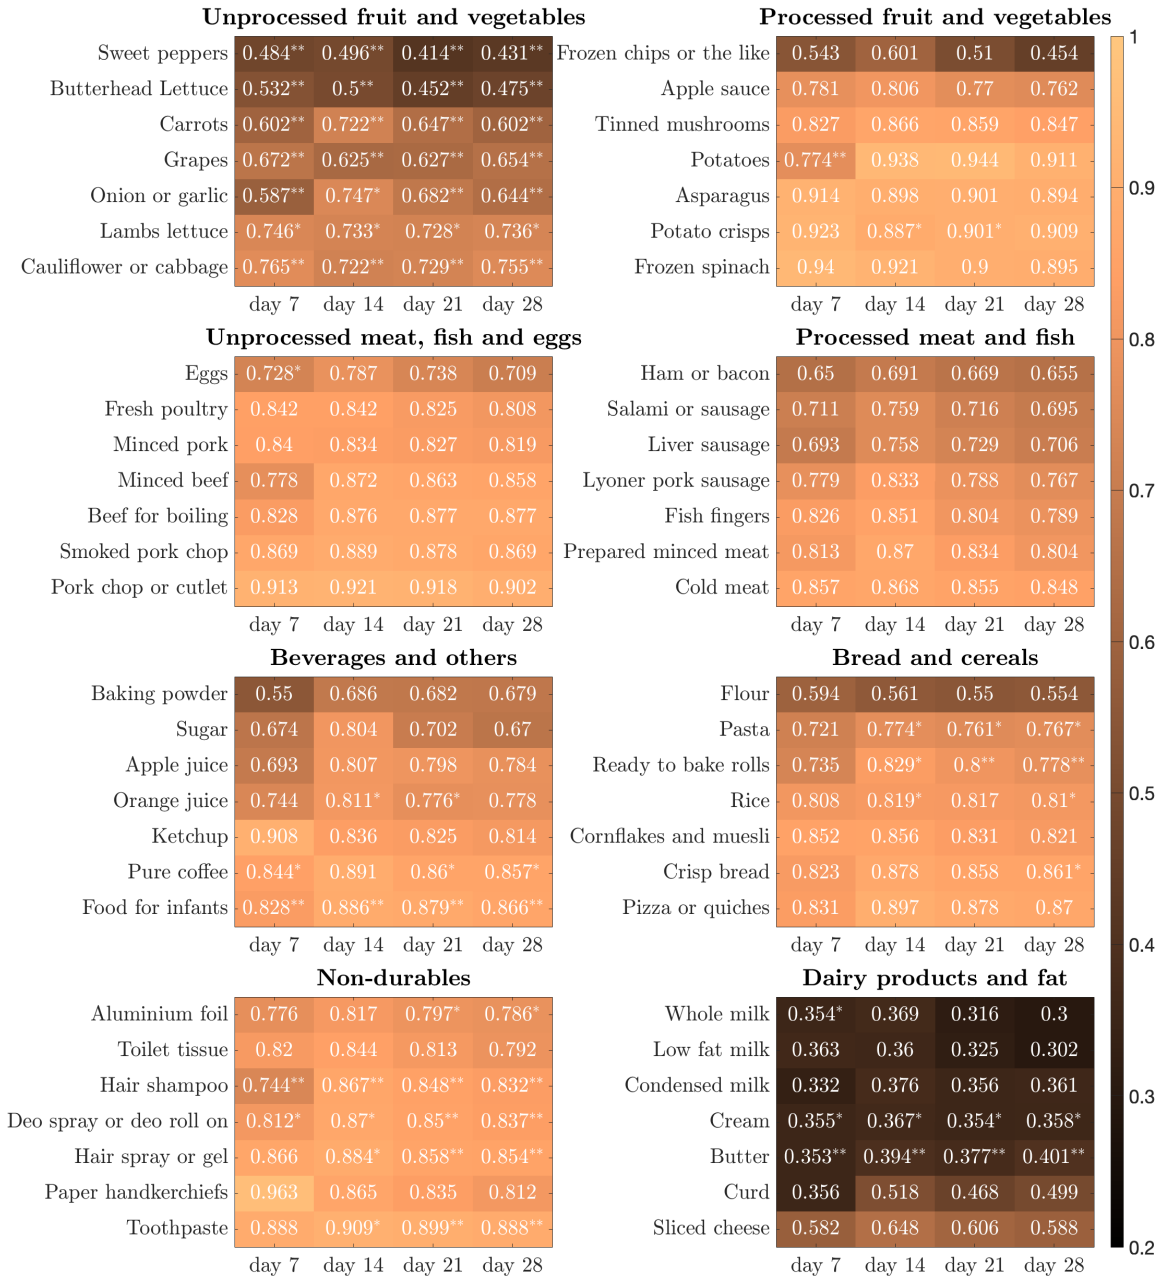 Unprocessed fruit and vegetables
Sweet peppers 0.484** 0.496** 0.414** 0.431**
Butterhead Lettuce 0.532** 0.5** 0.452** 0.475**
Carrots 0.602** 0.722** 0.647** 0.602**
Grapes 0.672** 0.625** 0.627** 0.654**
Onion or garlic 0.587** 0.747* 0.682** 0.644**
Lambs lettuce 0.746* 0.733* 0.728* 0.736*
Cauliflower or cabbage 0.765** 0.722** 0.729** 0.755**
day 7 day 14 day 21 day 28
Processed fruit and vegetables
Frozen chips or the like 0.543 0.601 0.51 0.454
Apple sauce 0.781 0.806 0.77 0.762
Tinned mushrooms 0.827 0.866 0.859 0.847
Potatoes 0.774** 0.938 0.944 0.911
Asparagus 0.914 0.898 0.901 0.894
Potato crisps 0.923 0.887* 0.901* 0.909
Frozen spinach 0.94 0.921 0.9 0.895
day 7 day 14 day 21 day 28
Unprocessed meat, fish and eggs
Eggs 0.728* 0.787 0.738 0.709
Fresh poultry 0.842 0.842 0.825 0.808
Minced pork 0.84 0.834 0.827 0.819
Minced beef 0.778 0.872 0.863 0.858
Beef for boiling 0.828 0.876 0.877 0.877
Smoked pork chop 0.869 0.889 0.878 0.869
Pork chop or cutlet 0.913 0.921 0.918 0.902
day 7 day 14 day 21 day 28
Processed meat and fish
Ham or bacon 0.65 0.691 0.669 0.655
Salami or sausage 0.711 0.759 0.716 0.695
Liver sausage 0.693 0.758 0.729 0.706
Lyoner pork sausage 0.779 0.833 0.788 0.767
Fish fingers 0.826 0.851 0.804 0.789
Prepared minced meat 0.813 0.87 0.834 0.804
Cold meat 0.857 0.868 0.855 0.848
day 7 day 14 day 21 day 28
Beverages and others
Baking powder 0.55 0.686 0.682 0.679
Sugar 0.674 0.804 0.702 0.67
Apple juice 0.693 0.807 0.798 0.784
Orange juice 0.744 0.811* 0.776* 0.778
Ketchup 0.908 0.836 0.825 0.814
Pure coffee 0.844* 0.891 0.86* 0.857*
Food for infants 0.828** 0.886** 0.879** 0.866**
day 7 day 14 day 21 day 28
Bread and cereals
Flour 0.594 0.561 0.55 0.554
Pasta 0.721 0.774* 0.761* 0.767*
Ready to bake rolls 0.735 0.829* 0.8** 0.778**
Rice 0.808 0.819* 0.817 0.81*
Cornflakes and muesli 0.852 0.856 0.831 0.821
Crisp bread 0.823 0.878 0.858 0.861*
Pizza or quiches 0.831 0.897 0.878 0.87
day 7 day 14 day 21 day 28
Non-durables
Aluminium foil 0.776 0.817 0.797* 0.786*
Toilet tissue 0.82 0.844 0.813 0.792
Hair shampoo 0.744** 0.867** 0.848** 0.832**
Deo spray or deo roll on 0.812* 0.87* 0.85** 0.837**
Hair spray or gel 0.866 0.884* 0.858** 0.854**
Paper handkerchiefs 0.963 0.865 0.835 0.812
Toothpaste 0.888 0.909* 0.899** 0.888**
day 7 day 14 day 21 day 28
Dairy products and fat
Whole milk 0.354* 0.369 0.316 0.3
Low fat milk 0.363 0.36 0.325 0.302
Condensed milk 0.332 0.376 0.356 0.361
Cream 0.355* 0.367* 0.354* 0.358*
Butter 0.353** 0.394** 0.377** 0.401**
Curd 0.356 0.518 0.468 0.499
Sliced cheese 0.582 0.648 0.606 0.588
day 7 day 14 day 21 day 28
1
0.9
0.8
0.7
0.6
0.5
0.4
0.3
0.2